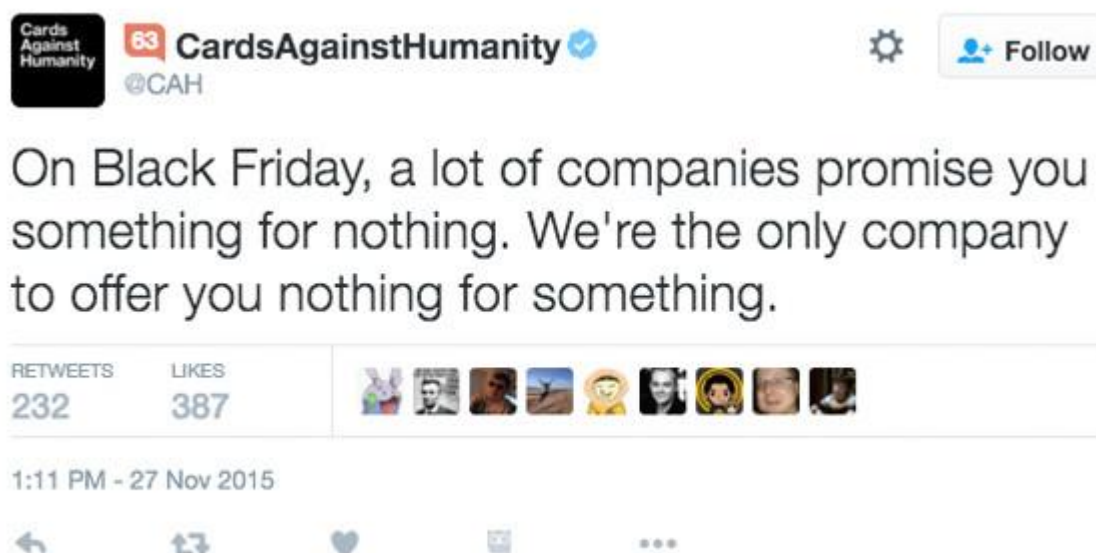 Cards
Against
Humanity
63 CardsAgainstHumanity
@CAH
Follow
On Black Friday, a lot of companies promise you
something for nothing. We're the only company
to offer you nothing for something.
RETWEETS LIKES
232 387
1:11 PM - 27 Nov 2015